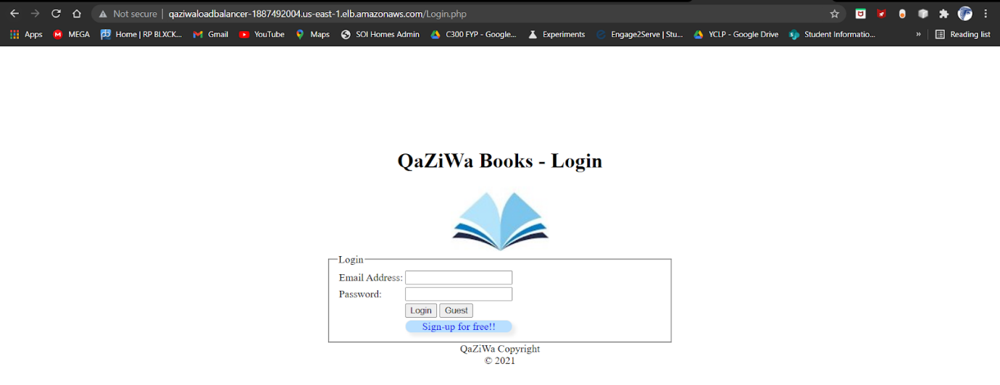 Not secure | qaziwaloadbalancer-1887492004.us-east-1.elb.amazonaws.com/Login.php
Apps MEGA Home | RP BLXCK... Gmail YouTube Maps SOI Homes Admin C300 FYP - Google... Experiments Engage2Serve | Stu... YCLP - Google Drive Student Informatio... » Reading list
QaZiWa Books - Login
Login
Email Address:
Password:
Login Guest
Sign-up for free!!
QaZiWa Copyright
© 2021